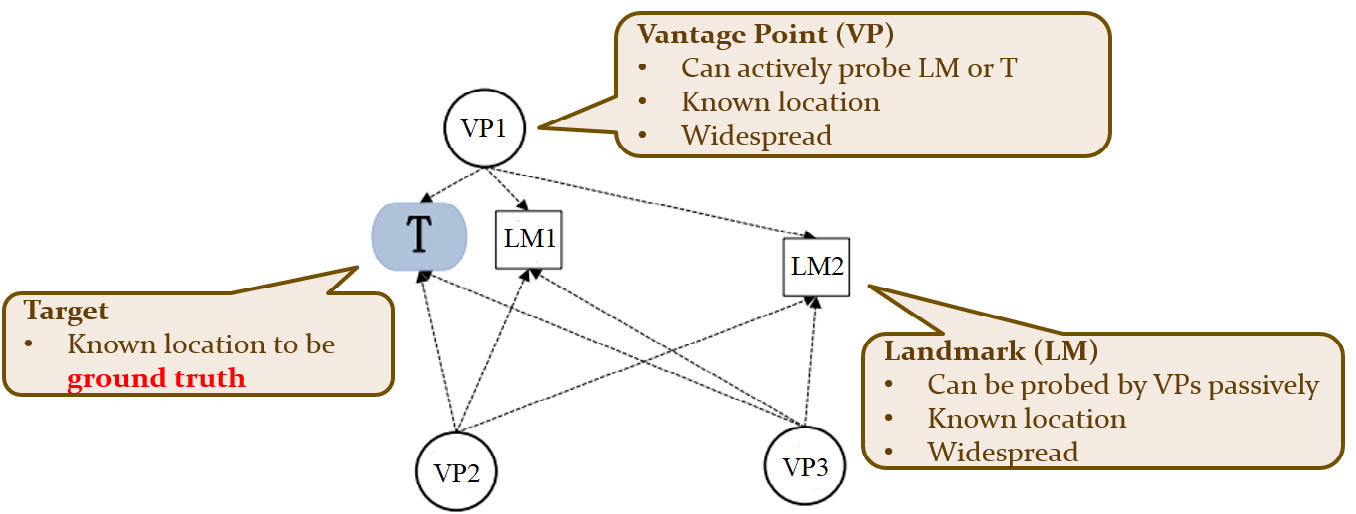 Vantage Point (VP)
• Can actively probe LM or T
• Known location
• Widespread
VP1
T
LM1
LM2
Target
• Known location to be
ground truth
Landmark (LM)
• Can be probed by VPs passively
• Known location
• Widespread
VP2
VP3